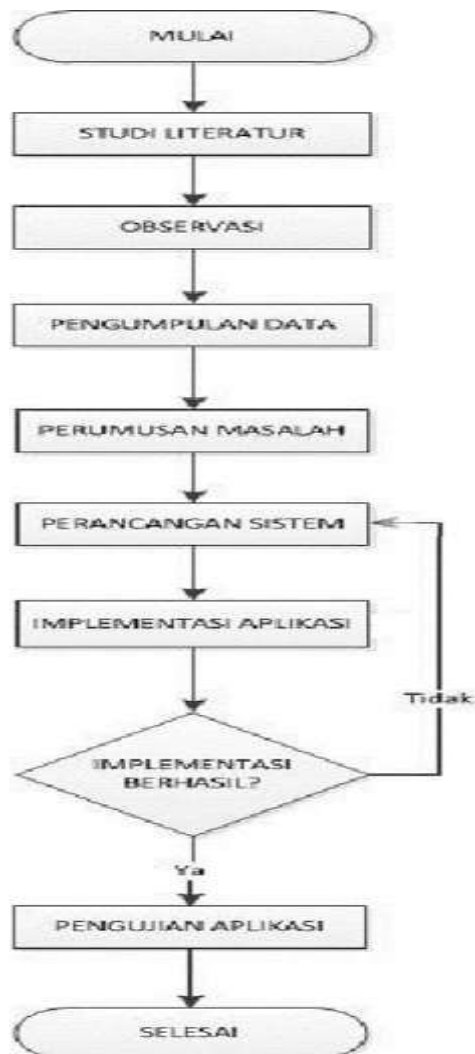 MULAI
STUDI LITERATUR
OBSERVASI
PENGUMPULAN DATA
PERUMUSAN MASALAH
PERANCANGAN SISTEM
IMPLEMENTASI APLIKASI
Tidak
IMPLEMENTASI
BERHASIL?
Ya
PENGUJIAN APLIKASI
SELESAI